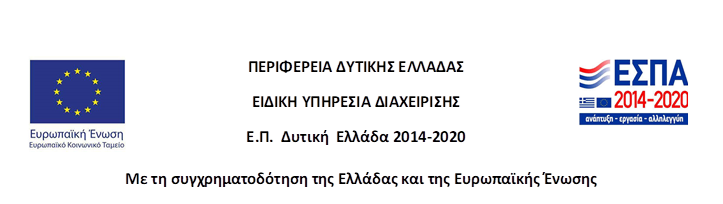 ΠΕΡΙΦΕΡΕΙΑ ΔΥΤΙΚΗΣ ΕΛΛΑΔΑΣ
ΕΙΔΙΚΗ ΥΠΗΡΕΣΙΑ ΔΙΑΧΕΙΡΙΣΗΣ
Ε.Π. Δυτική Ελλάδα 2014-2020
Ευρωπαϊκή Ένωση
Ευρωπαϊκό Κοινωνικό Ταμείο
ΕΣΠΑ
2014-2020
ανάπτυξη - εργασία - αλληλεγγύη
Με τη συγχρηματοδότηση της Ελλάδας και της Ευρωπαϊκής Ένωσης